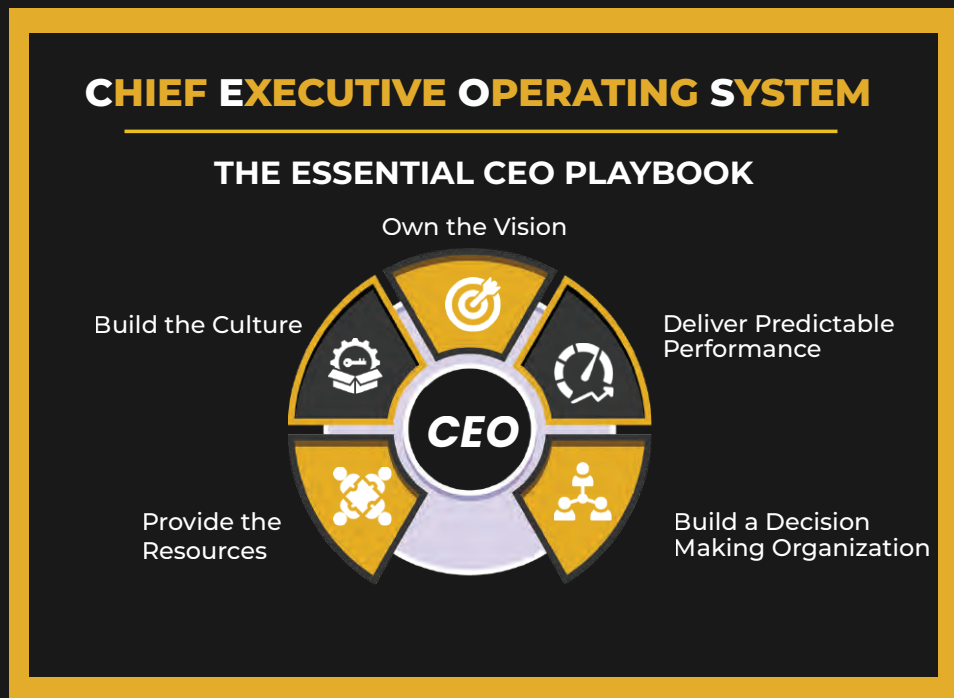 CHIEF EXECUTIVE OPERATING SYSTEM
THE ESSENTIAL CEO PLAYBOOK
Own the Vision
Build the Culture
Deliver Predictable
Performance
CEO
Provide the
Resources
Build a Decision
Making Organization